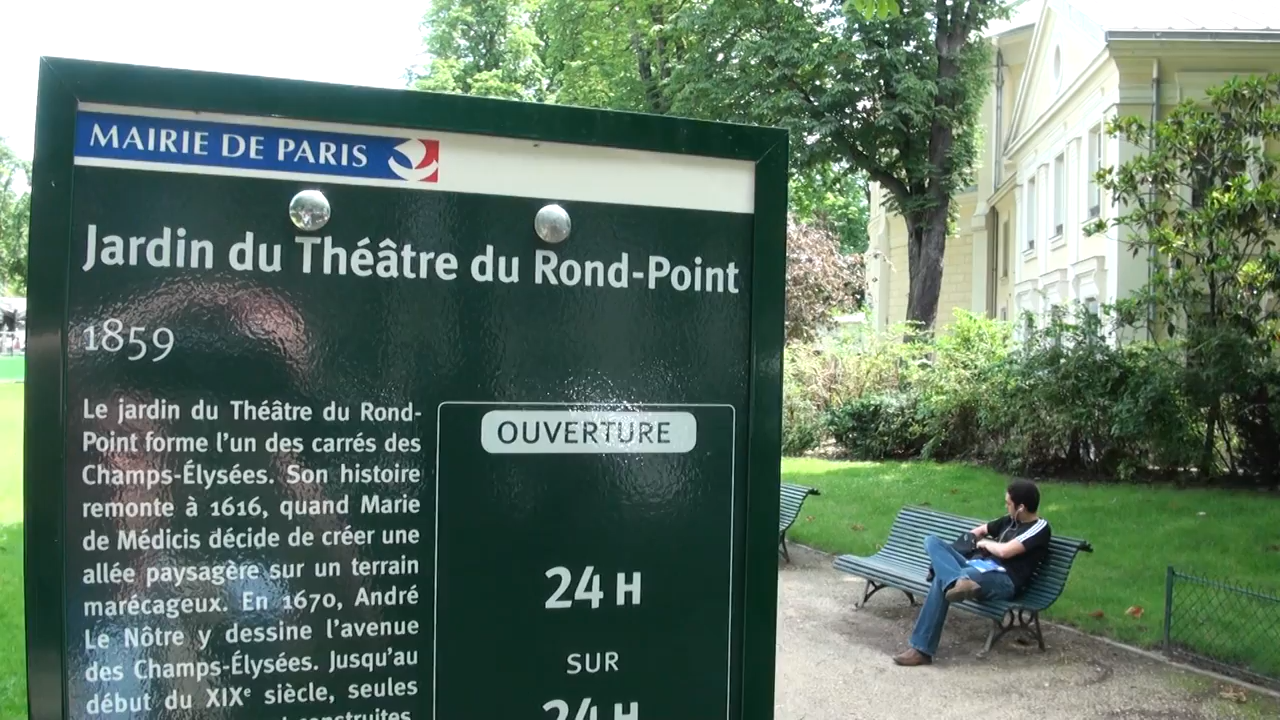 MAIRIE DE PARIS
Jardin du Théâtre du Rond-Point
1859
Le jardin du Théâtre du Rond-
Point forme l'un des carrés des
Champs-Élysées. Son histoire
remonte à 1616, quand Marie
de Médicis décide de créer une
allée paysagère sur un terrain
marécageux. En 1670, André
Le Nôtre y dessine l'avenue
des Champs-Élysées. Jusqu'au
début du XIXe siècle, seules
construites,
OUVERTURE
24 H
SUR
24 H